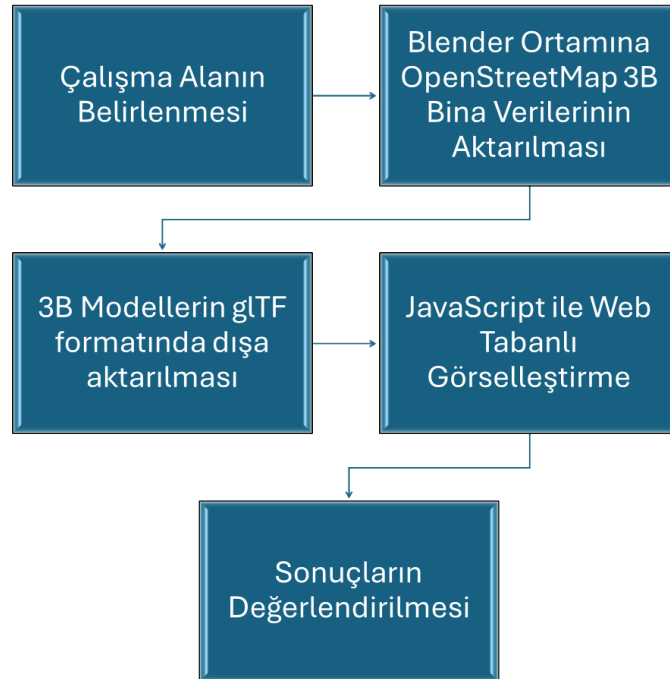 Çalışma Alanın
Belirlenmesi
Blender Ortamına
OpenStreetMap 3B
Bina Verilerinin
Aktarılması
3B Modellerin glTF
formatında dışa
aktarılması
JavaScript ile Web
Tabanlı
Görselleştirme
Sonuçların
Değerlendirilmesi